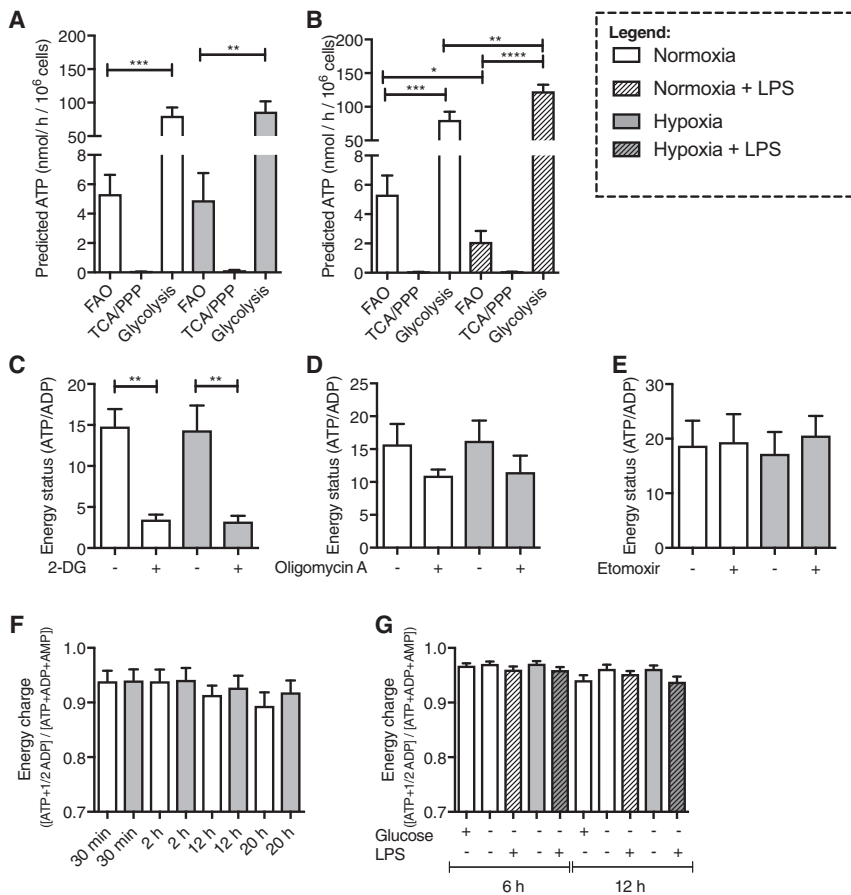 A
Predicted ATP (nmol/ h / 10⁶ cells)
200
150
100
50
8
6
4
2
0
***
**
FAO
TCA/PPP
Glycolysis
FAO
TCA/PPP
Glycolysis
B
Predicted ATP (nmol/ h / 10⁶ cells)
200
150
100
50
8
6
4
2
0
**
****
*
***
FAO
TCA/PPP
Glycolysis
FAO
TCA/PPP
Glycolysis
Legend:
Normoxia
Normoxia + LPS
Hypoxia
Hypoxia + LPS
C
Energy status (ATP/ADP)
20
15
10
5
0
**
**
2-DG - + - +
D
Energy status (ATP/ADP)
25
20
15
10
5
0
Oligomycin A - + - +
E
Energy status (ATP/ADP)
30
20
10
0
Etomoxir - + - +
F
Energy charge
([ATP+1/2 ADP] / [ATP+ADP+AMP])
1.0
0.9
0.8
0.7
30 min
30 min
2 h
2 h
12 h
12 h
20 h
20 h
G
Energy charge
([ATP+1/2 ADP] / [ATP+ADP+AMP])
1.0
0.9
0.8
0.7
Glucose + - - - - + - - - -
LPS - - + - + - - + - +
6 h
12 h